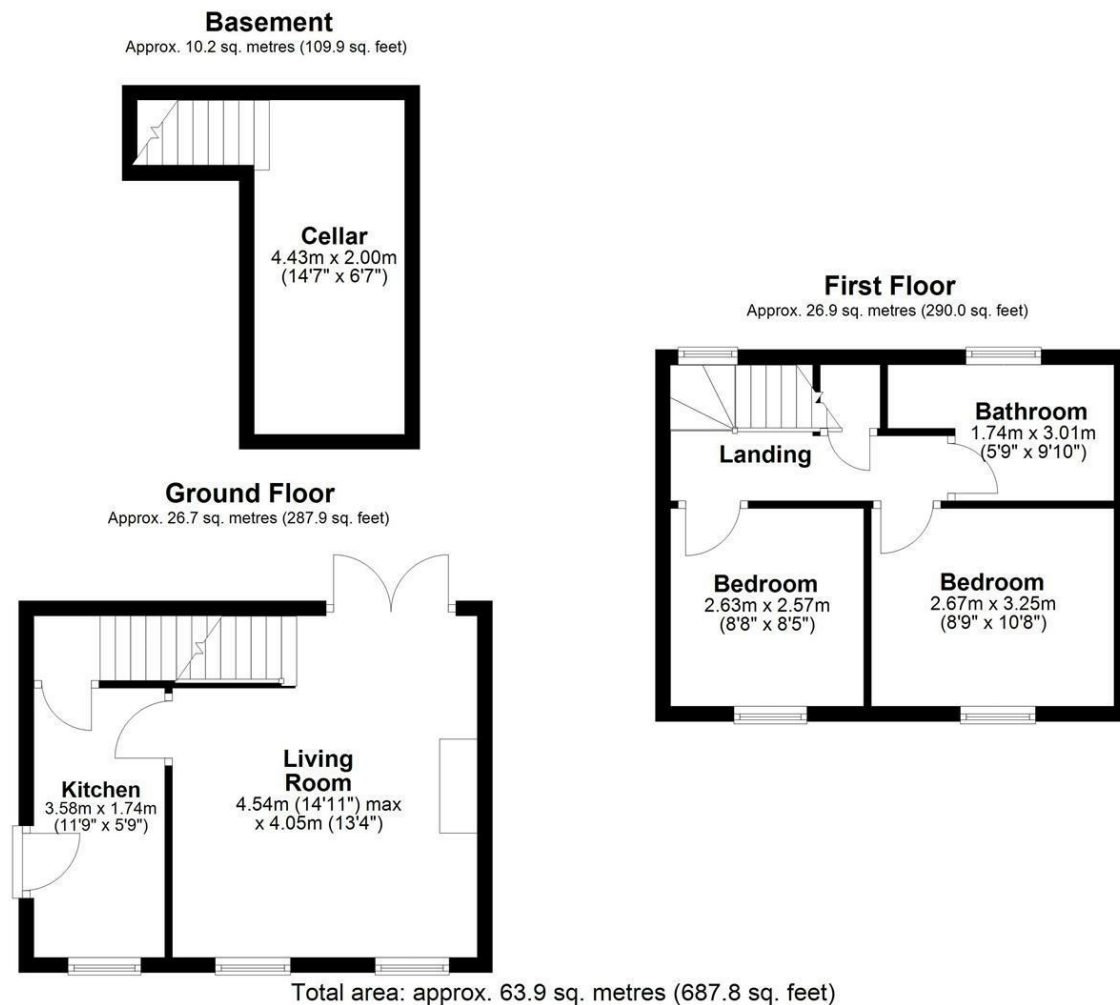 Basement
Approx. 10.2 sq. metres (109.9 sq. feet)
Cellar
4.43m x 2.00m
(14'7" x 6'7")
Ground Floor
Approx. 26.7 sq. metres (287.9 sq. feet)
Kitchen
3.58m x 1.74m
(11'9" x 5'9")
Living
Room
4.54m (14'11") max
x 4.05m (13'4")
First Floor
Approx. 26.9 sq. metres (290.0 sq. feet)
Landing
Bathroom
1.74m x 3.01m
(5'9" x 9'10")
Bedroom
2.63m x 2.57m
(8'8" x 8'5")
Bedroom
2.67m x 3.25m
(8'9" x 10'8")
Total area: approx. 63.9 sq. metres (687.8 sq. feet)